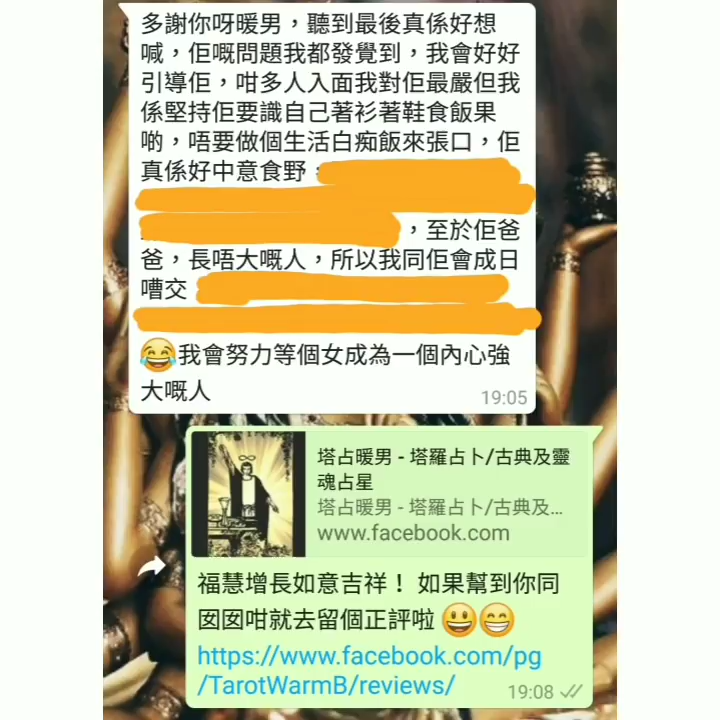 多謝你呀暖男，聽到最後真係好想
喊，佢嘅問題我都發覺到，我會好好
引導佢，咁多人入面我對佢最嚴但我
係堅持佢要識自己著衫著鞋食飯果
啲，唔要做個生活白痴飯來張口，佢
真係好中意食野，
，至於佢爸
爸，長唔大嘅人，所以我同佢會成日
嘈交
😂我會努力等個女成為一個內心強
大嘅人
19:05
塔占暖男 - 塔羅占卜/古典及靈
魂占星
塔占暖男 - 塔羅占卜/古典及...
www.facebook.com
福慧增長如意吉祥！ 如果幫到你同
囡囡咁就去留個正評啦 😃😁
https://www.facebook.com/pg
/TarotWarmB/reviews/
19:08